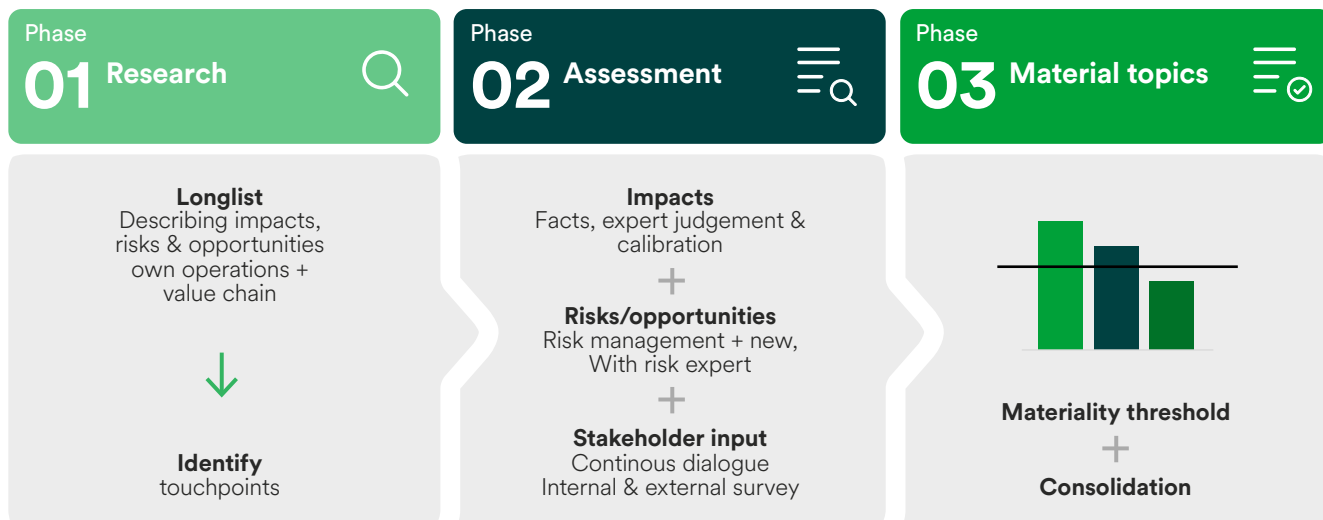 Phase
01 Research
Longlist
Describing impacts,
risks & opportunities
own operations +
value chain
Identify
touchpoints
Phase
02 Assessment
Impacts
Facts, expert judgement &
calibration
+
Risks/opportunities
Risk management + new,
With risk expert
+
Stakeholder input
Continous dialogue
Internal & external survey
Phase
03 Material topics
Materiality threshold
+
Consolidation